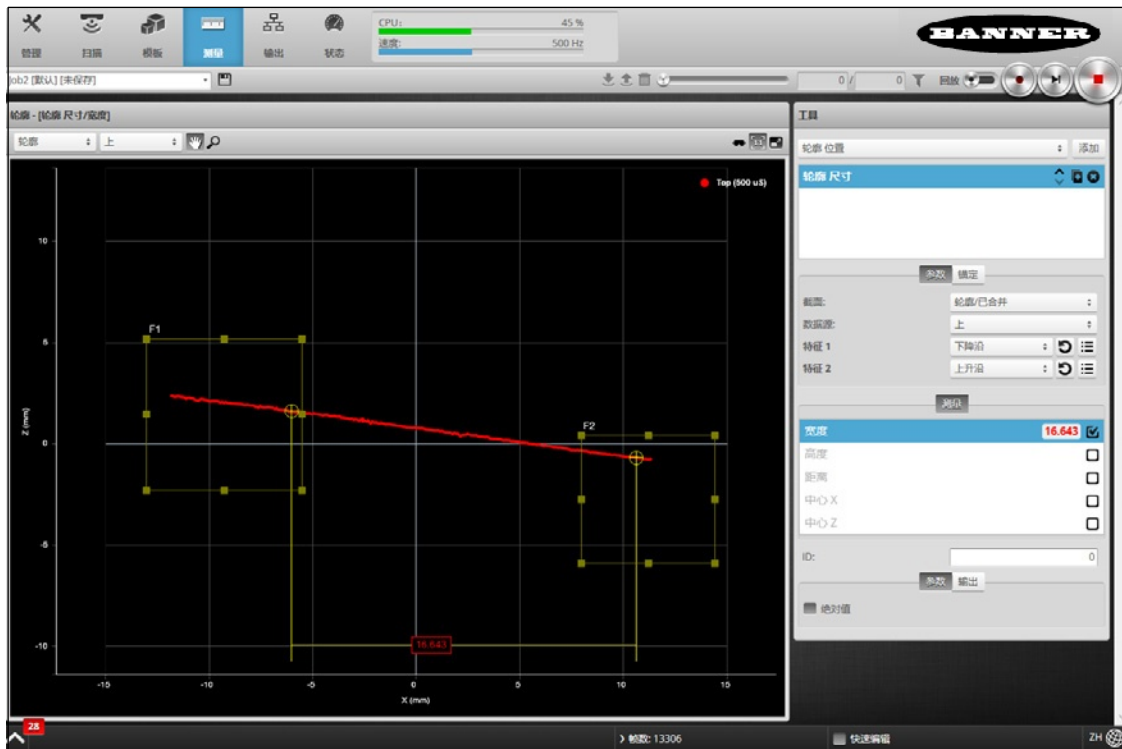 CPU: 45 %
速度: 500 Hz
BANNER
管理 扫描 模板 测量 输出 状态
job2 [默认] [未保存]
0 / 0 回放
轮廓 - [轮廓 尺寸/宽度]
轮廓 上
Top (500 uS)
10
5
0
-5
-10
Z (mm)
F1
F2
16.643
-15 -10 -5 0 5 10 15
X (mm)
工具
轮廓 位置 添加
轮廓 尺寸
参数 锚定
截面: 轮廓/已合并
数据源: 上
特征 1 下降沿
特征 2 上升沿
测量
宽度 16.643
高度
距离
中心 X
中心 Z
ID: 0
参数 输出
绝对值
28
帧数: 13306
快速编辑
ZH